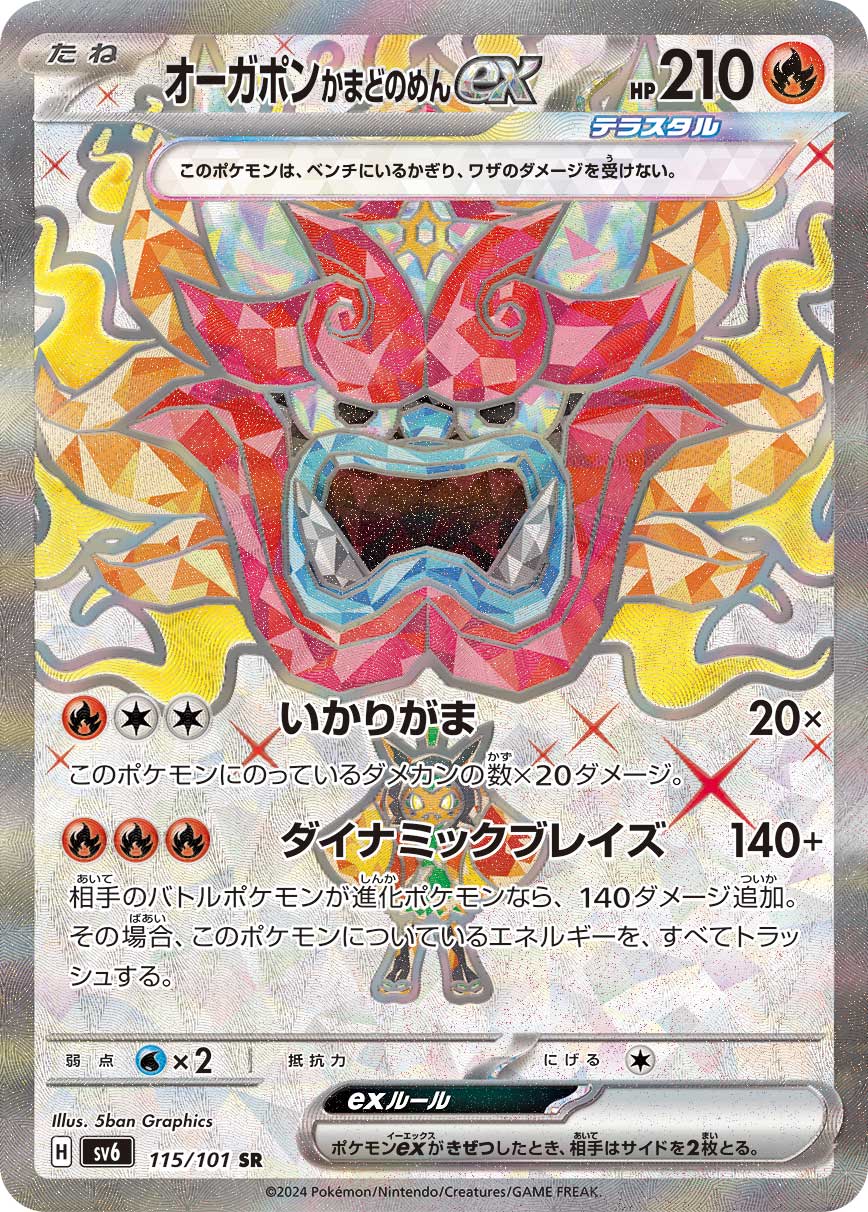 たね
オーガポン かまどのめん ex HP 210
テラスタル
このポケモンは、ベンチにいるかぎり、ワザのダメージを受けない。
いかりがま 20×
このポケモンにのっているダメカンの数×20ダメージ。
ダイナミックブレイズ 140+
相手のバトルポケモンが進化ポケモンなら、140ダメージ追加。
その場合、このポケモンについているエネルギーを、すべてトラッ
シュする。
弱点 ×2 抵抗力 にげる
exルール
ポケモンexがきぜつしたとき、相手はサイドを2枚とる。
Illus. 5ban Graphics
H SV6 115/101 SR
©2024 Pokémon/Nintendo/Creatures/GAME FREAK.